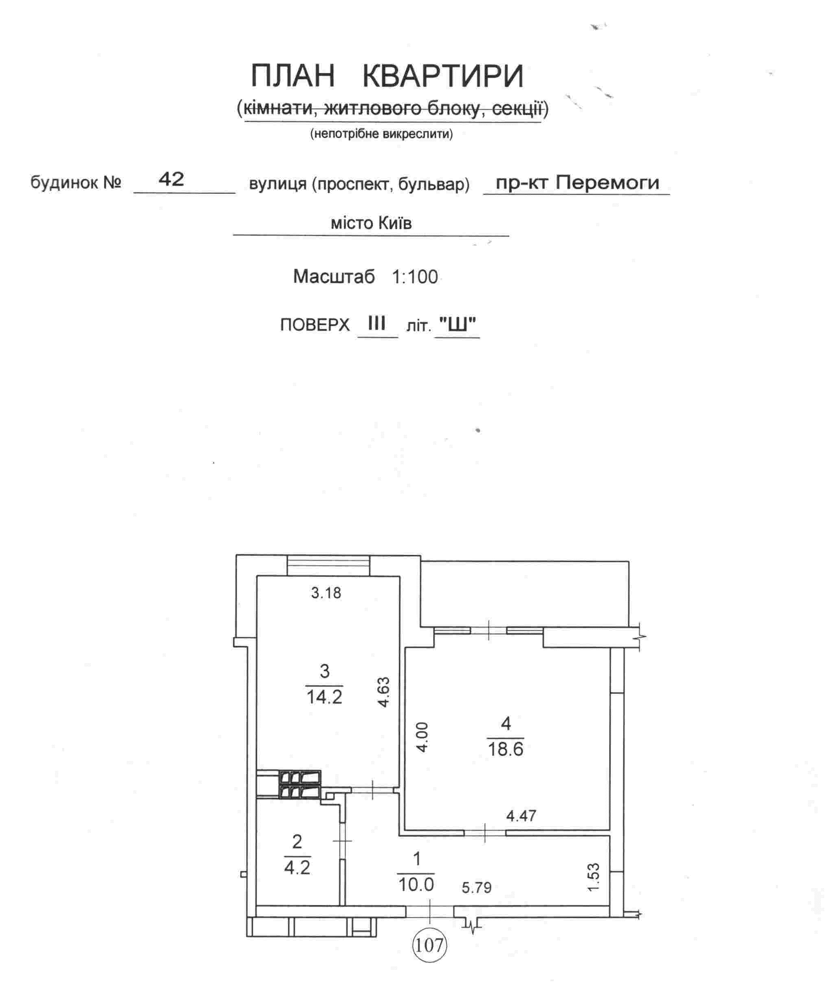 ПЛАН КВАРТИРИ
(кімнати, житлового блоку, секції)
(непотрібне викреслити)
будинок № 42 вулиця (проспект, бульвар) пр-кт Перемоги
місто Київ
Масштаб 1:100
ПОВЕРХ III літ. "Ш"
3.18
3
14.2
4.63
4.00
4
18.6
4.47
2
4.2
1
10.0
5.79
1.53
107